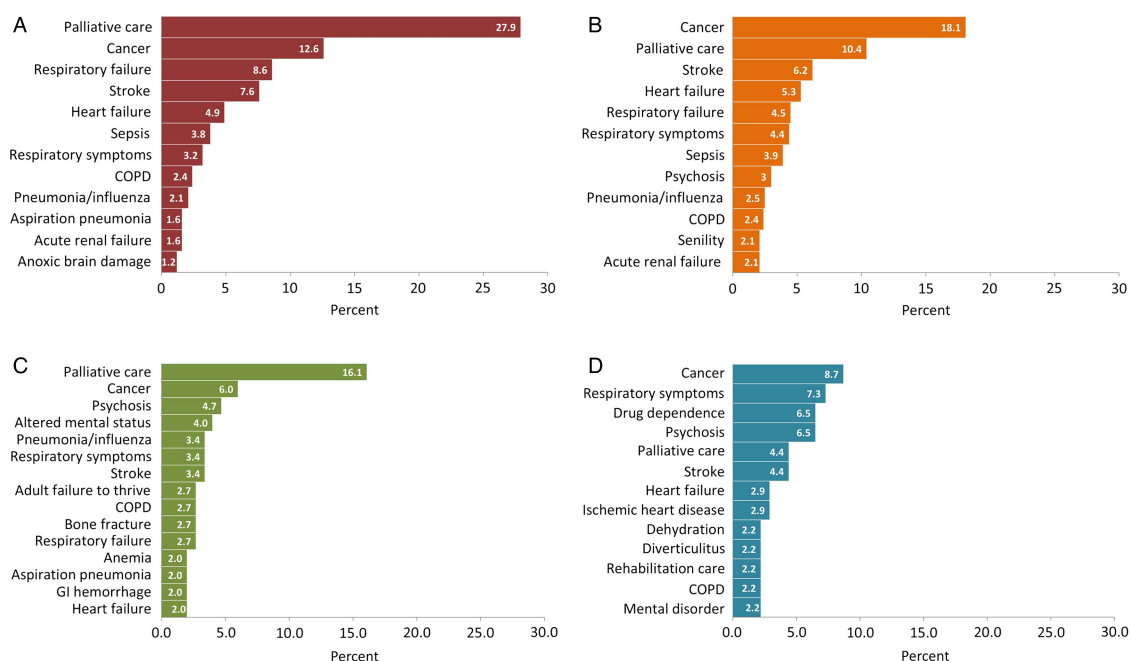 A
Palliative care 27.9
Cancer 12.6
Respiratory failure 8.6
Stroke 7.6
Heart failure 4.9
Sepsis 3.8
Respiratory symptoms 3.2
COPD 2.4
Pneumonia/influenza 2.1
Aspiration pneumonia 1.6
Acute renal failure 1.6
Anoxic brain damage 1.2
0 5 10 15 20 25 30
Percent
B
Cancer 18.1
Palliative care 10.4
Stroke 6.2
Heart failure 5.3
Respiratory failure 4.5
Respiratory symptoms 4.4
Sepsis 3.9
Psychosis 3
Pneumonia/influenza 2.5
COPD 2.4
Senility 2.1
Acute renal failure 2.1
0 5 10 15 20 25 30
Percent
C
Palliative care 16.1
Cancer 6.0
Psychosis 4.7
Altered mental status 4.0
Pneumonia/influenza 3.4
Respiratory symptoms 3.4
Stroke 3.4
Adult failure to thrive 2.7
COPD 2.7
Bone fracture 2.7
Respiratory failure 2.7
Anemia 2.0
Aspiration pneumonia 2.0
GI hemorrhage 2.0
Heart failure 2.0
0.0 5.0 10.0 15.0 20.0 25.0 30.0
Percent
D
Cancer 8.7
Respiratory symptoms 7.3
Drug dependence 6.5
Psychosis 6.5
Palliative care 4.4
Stroke 4.4
Heart failure 2.9
Ischemic heart disease 2.9
Dehydration 2.2
Diverticulitus 2.2
Rehabilitation care 2.2
COPD 2.2
Mental disorder 2.2
0.0 5.0 10.0 15.0 20.0 25.0 30.0
Percent